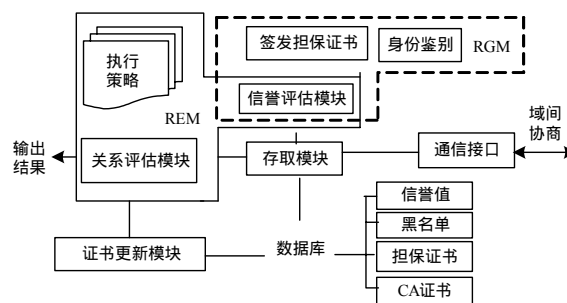 签发担保证书
身份鉴别
RGM
执行
策略
信誉评估模块
REM
域间
协商
输出
结果
关系评估模块
存取模块
通信接口
信誉值
黑名单
证书更新模块
数据库
担保证书
CA证书